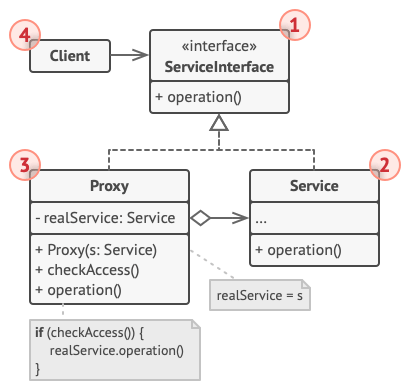 1
4
«interface»
Client
ServiceInterface
+ operation()
3
2
Proxy
Service
- realService: Service
...
+ Proxy(s: Service)
+ checkAccess()
+ operation()
+ operation()
realService = s
if (checkAccess()) {
realService.operation()
}